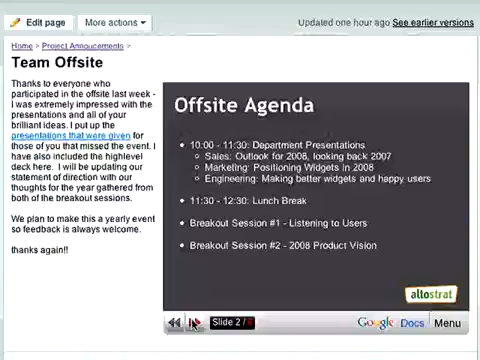 Edit page
More actions
Updated one hour ago See earlier versions
Home > Project Annoucements >
Team Offsite
Thanks to everyone who
participated in the offsite last week -
I was extremely impressed with the
presentations and all of your
brilliant ideas. I put up the
presentations that were given for
those of you that missed the event. I
have also included the highlevel
deck here. I will be updating our
statement of direction with our
thoughts for the year gathered from
both of the breakout sessions.
We plan to make this a yearly event
so feedback is always welcome.
thanks again!!
Offsite Agenda
10:00 - 11:30: Department Presentations
Sales: Outlook for 2008, looking back 2007
Marketing: Positioning Widgets in 2008
Engineering: Making better widgets and happy users
11:30 - 12:30: Lunch Break
Breakout Session #1 - Listening to Users
Breakout Session #2 - 2008 Product Vision
allostrat
Slide 2 /
Google Docs
Menu